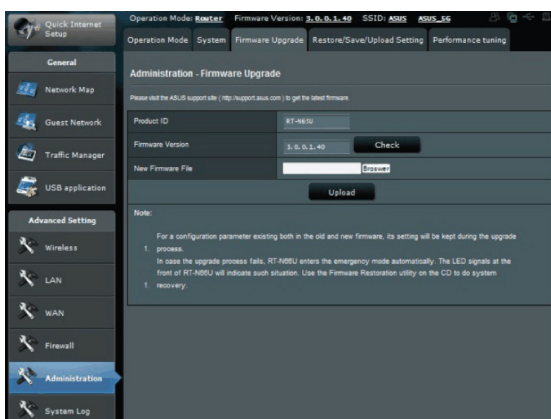 Quick Internet
Setup
Operation Mode: Router Firmware Version: 3.0.0.1.40 SSID: ASUS ASUS_5G
Operation Mode System Firmware Upgrade Restore/Save/Upload Setting Performance tuning
General
Network Map
Guest Network
Traffic Manager
USB application
Advanced Setting
Wireless
LAN
WAN
Firewall
Administration
System Log
Administration - Firmware Upgrade
Please visit the ASUS support site ( http://support.asus.com ) to get the latest firmware.
Product ID RT-N65U
Firmware Version 3.0.0.1.40 Check
New Firmware File Broswer
Upload
Note:
For a configuration parameter existing both in the old and new firmware, its setting will be kept during the upgrade
1. process.
In case the upgrade process fails, RT-N66U enters the emergency mode automatically. The LED signals at the
front of RT-N66U will indicate such situation. Use the Firmware Restoration utility on the CD to do system
1. recovery.